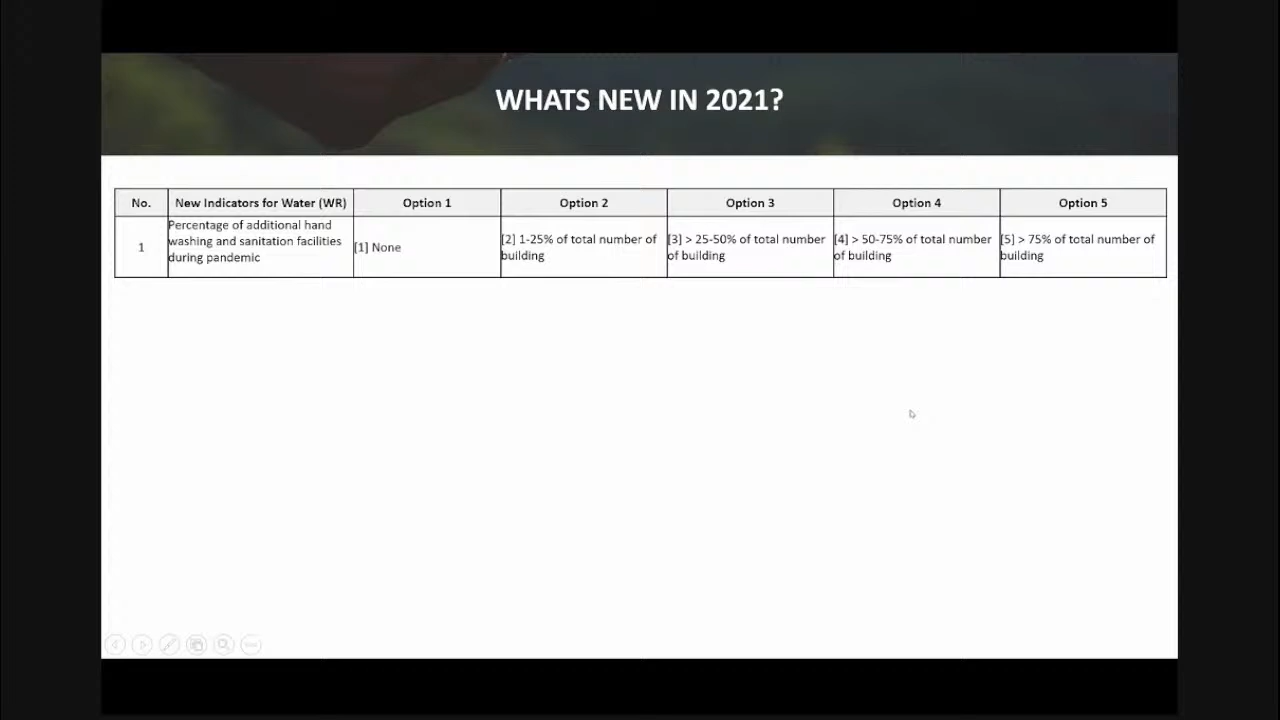 WHATS NEW IN 2021?
No. New Indicators for Water (WR) Option 1 Option 2 Option 3 Option 4 Option 5
1
Percentage of additional hand
washing and sanitation facilities
during pandemic
[1] None
[2] 1-25% of total number of
building
[3] > 25-50% of total number
of building
[4] > 50-75% of total number
of building
[5] > 75% of total number of
building